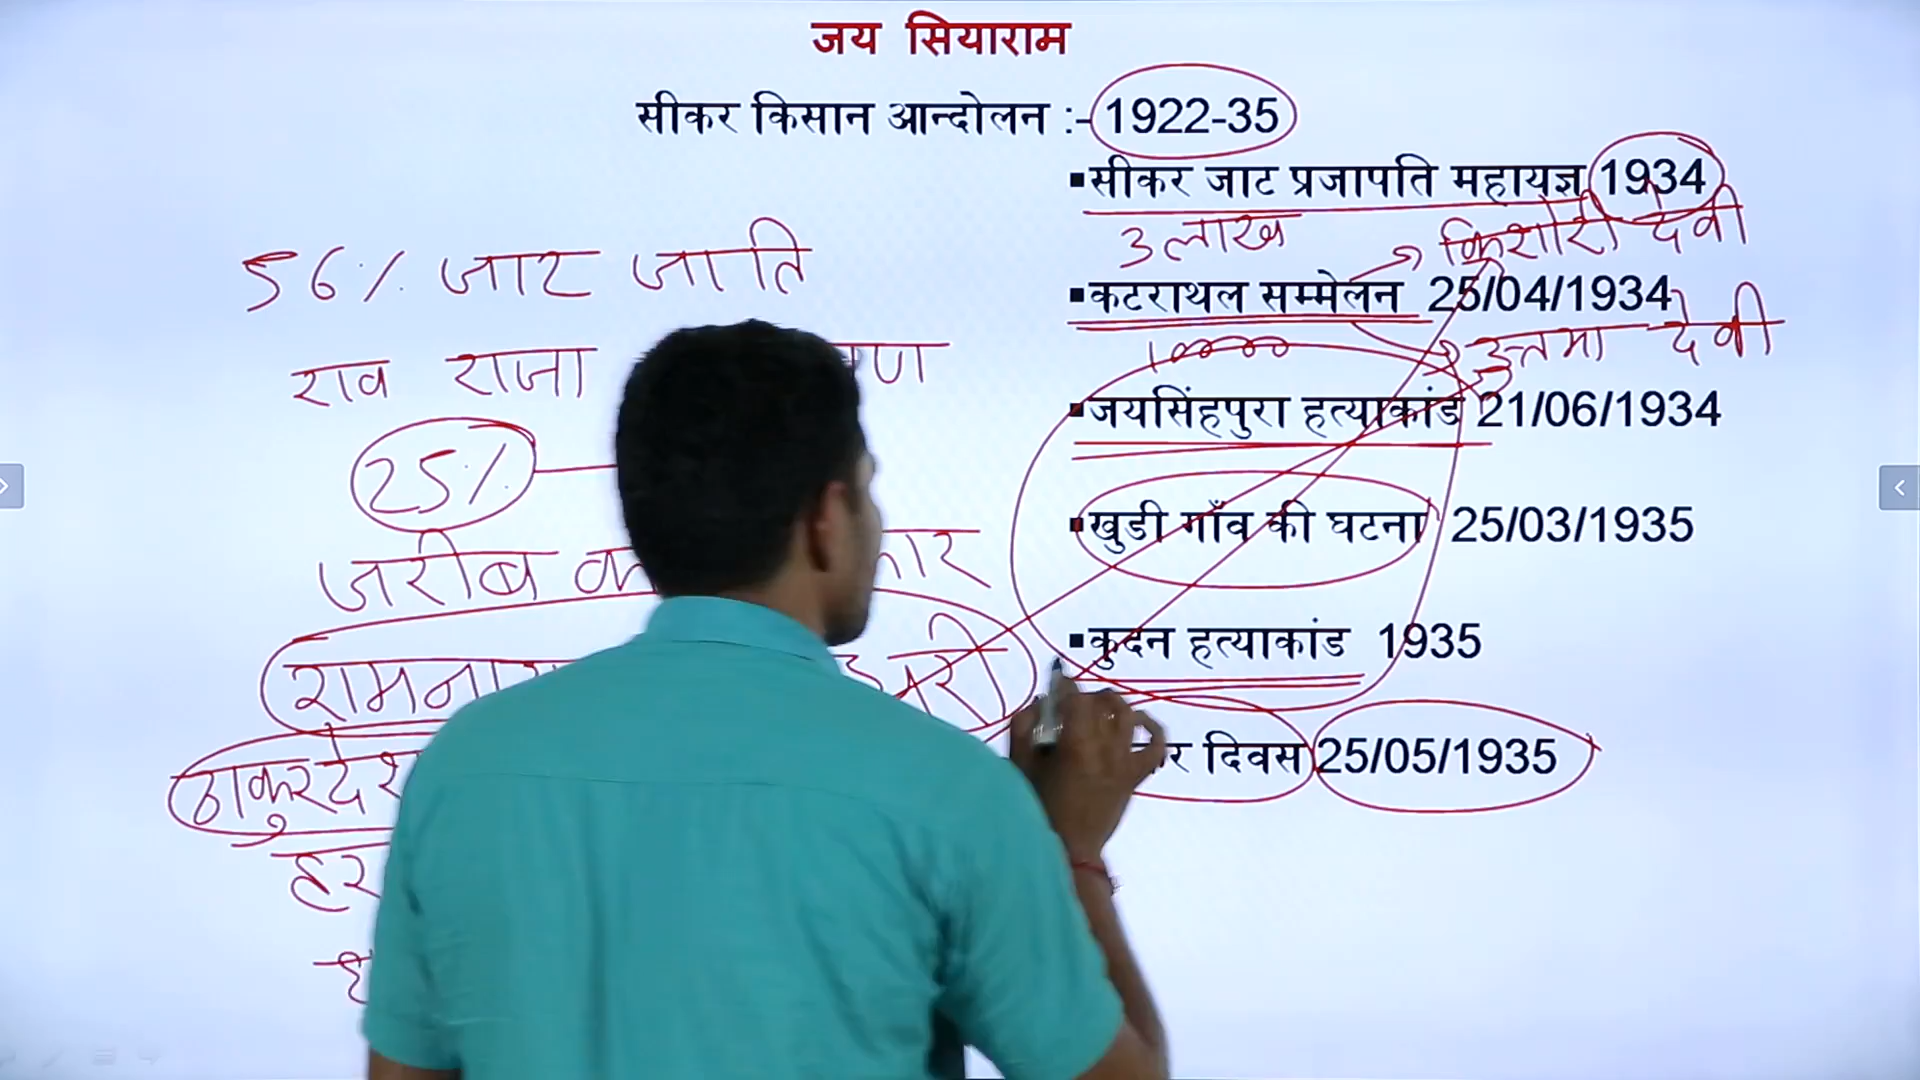 जय सियाराम
सीकर किसान आन्दोलन :- 1922-35
▪सीकर जाट प्रजापति महायज्ञ 1934
3 लाख
किशोरी देवी
▪कटराथल सम्मेलन 25/04/1934
उत्तमा देवी
▪जयसिंहपुरा हत्याकांड 21/06/1934
▪खुडी गाँव की घटना 25/03/1935
▪कुदन हत्याकांड 1935
दिवस 25/05/1935
56% जाट जाति
राव राजा
25%
जरीब